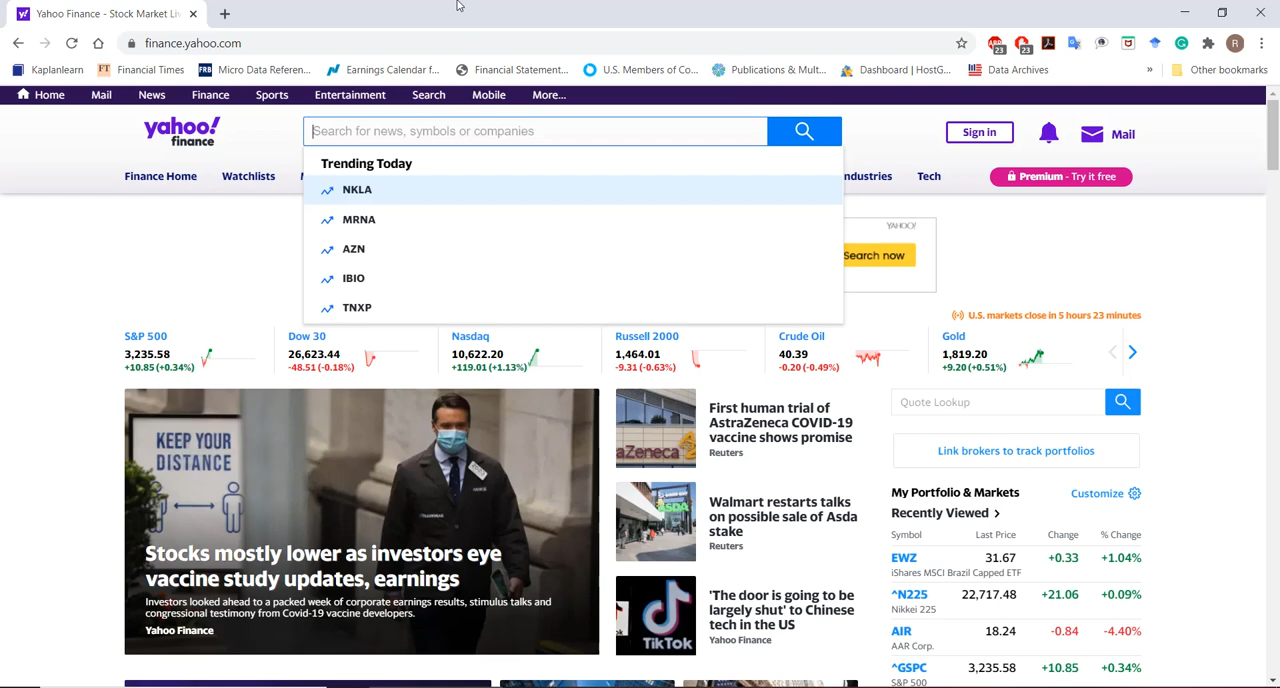 Yahoo Finance - Stock Market Liv
finance.yahoo.com
23
23
R
Kaplanlearn
Financial Times
Micro Data Referen...
Earnings Calendar f...
Financial Statement...
U.S. Members of Co...
Publications & Mult...
Dashboard | HostG...
Data Archives
»
Other bookmarks
Home
Mail
News
Finance
Sports
Entertainment
Search
Mobile
More...
yahoo!
finance
Search for news, symbols or companies
Sign in
Mail
Trending Today
NKLA
MRNA
AZN
IBIO
TNXP
Finance Home
Watchlists
ndustries
Tech
Premium - Try it free
YAHOO!
Search now
U.S. markets close in 5 hours 23 minutes
S&P 500
3,235.58
+10.85 (+0.34%)
Dow 30
26,623.44
-48.51 (-0.18%)
Nasdaq
10,622.20
+119.01 (+1.13%)
Russell 2000
1,464.01
-9.31 (-0.63%)
Crude Oil
40.39
-0.20 (-0.49%)
Gold
1,819.20
+9.20 (+0.51%)
KEEP YOUR
DISTANCE
Stocks mostly lower as investors eye
vaccine study updates, earnings
Investors looked ahead to a packed week of corporate earnings results, stimulus talks and
congressional testimony from Covid-19 vaccine developers.
Yahoo Finance
aZeneca
First human trial of
AstraZeneca COVID-19
vaccine shows promise
Reuters
ASDA
Walmart restarts talks
on possible sale of Asda
stake
Reuters
TikTok
'The door is going to be
largely shut' to Chinese
tech in the US
Yahoo Finance
Quote Lookup
Link brokers to track portfolios
My Portfolio & Markets
Customize
Recently Viewed >
Symbol Last Price Change % Change
EWZ 31.67 +0.33 +1.04%
iShares MSCI Brazil Capped ETF
^N225 22,717.48 +21.06 +0.09%
Nikkei 225
AIR 18.24 -0.84 -4.40%
AAR Corp.
^GSPC 3,235.58 +10.85 +0.34%
S&P 500